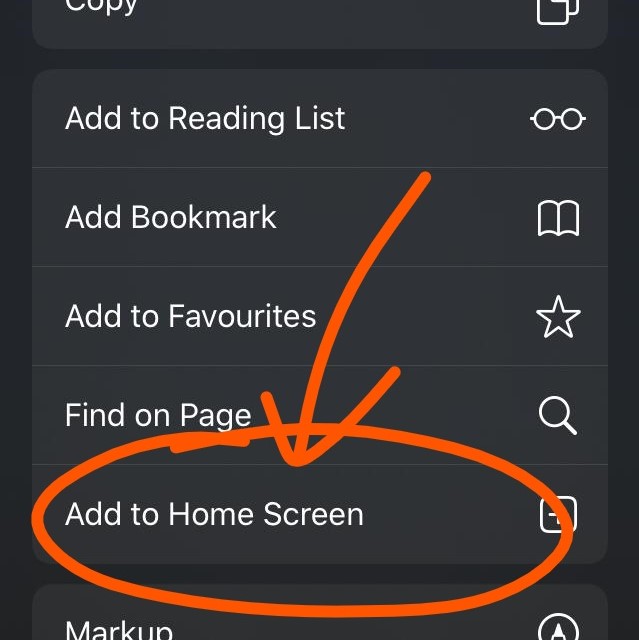 Copy
Add to Reading List
Add Bookmark
Add to Favourites
Find on Page
Add to Home Screen
Markup